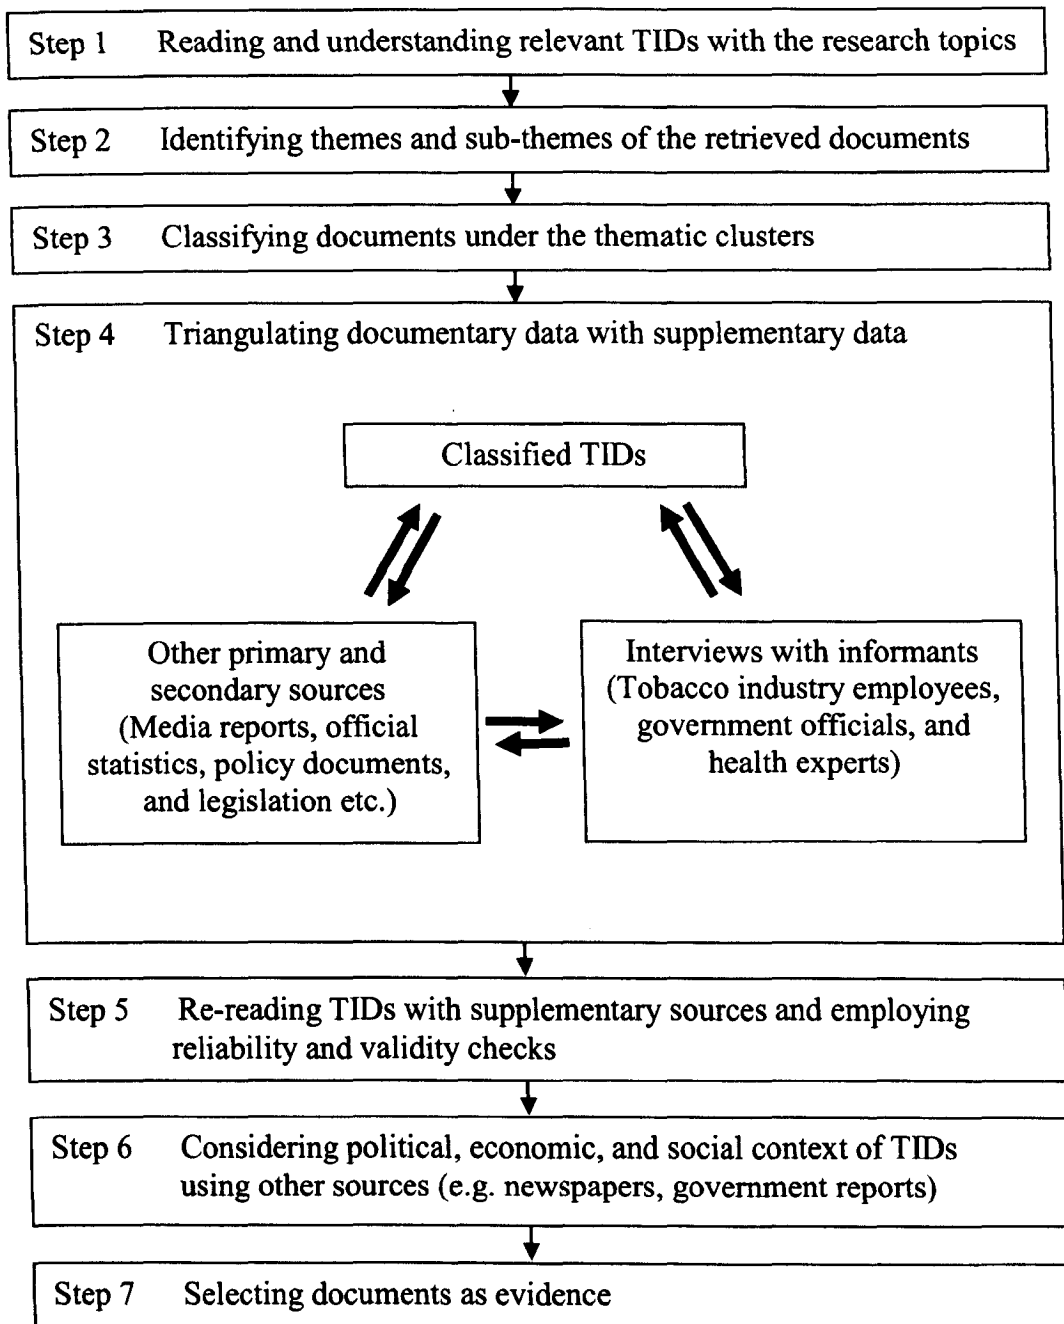 Step 1 Reading and understanding relevant TIDs with the research topics
Step 2 Identifying themes and sub-themes of the retrieved documents
Step 3 Classifying documents under the thematic clusters
Step 4 Triangulating documentary data with supplementary data
Classified TIDs
Other primary and
secondary sources
(Media reports, official
statistics, policy documents,
and legislation etc.)
Interviews with informants
(Tobacco industry employees,
government officials, and
health experts)
Step 5 Re-reading TIDs with supplementary sources and employing
reliability and validity checks
Step 6 Considering political, economic, and social context of TIDs
using other sources (e.g. newspapers, government reports)
Step 7 Selecting documents as evidence